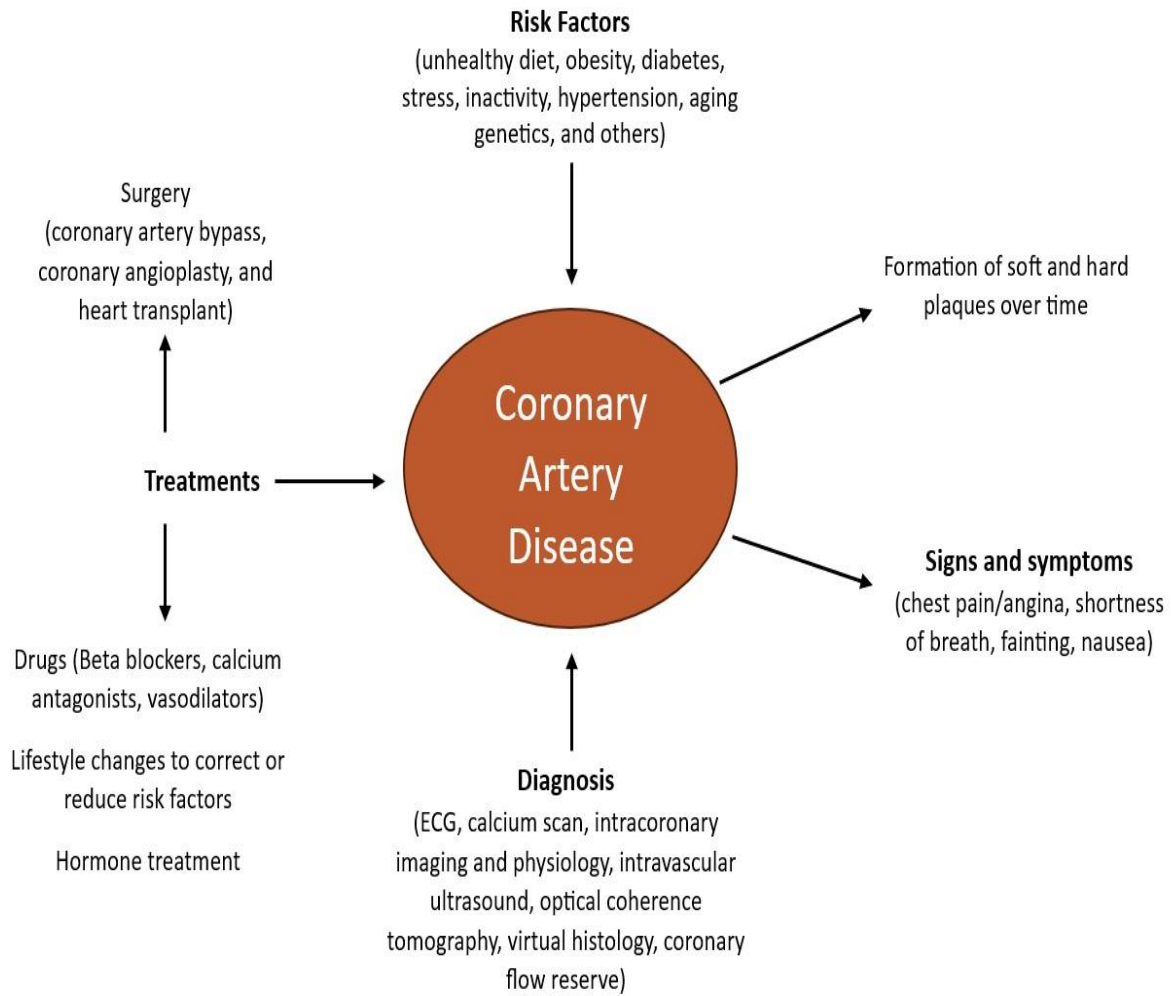 Risk Factors
(unhealthy diet, obesity, diabetes,
stress, inactivity, hypertension, aging
genetics, and others)
Surgery
(coronary artery bypass,
coronary angioplasty, and
heart transplant)
Formation of soft and hard
plaques over time
Coronary
Artery
Disease
Treatments
Signs and symptoms
(chest pain/angina, shortness
of breath, fainting, nausea)
Drugs (Beta blockers, calcium
antagonists, vasodilators)
Lifestyle changes to correct or
reduce risk factors
Hormone treatment
Diagnosis
(ECG, calcium scan, intracoronary
imaging and physiology, intravascular
ultrasound, optical coherence
tomography, virtual histology, coronary
flow reserve)